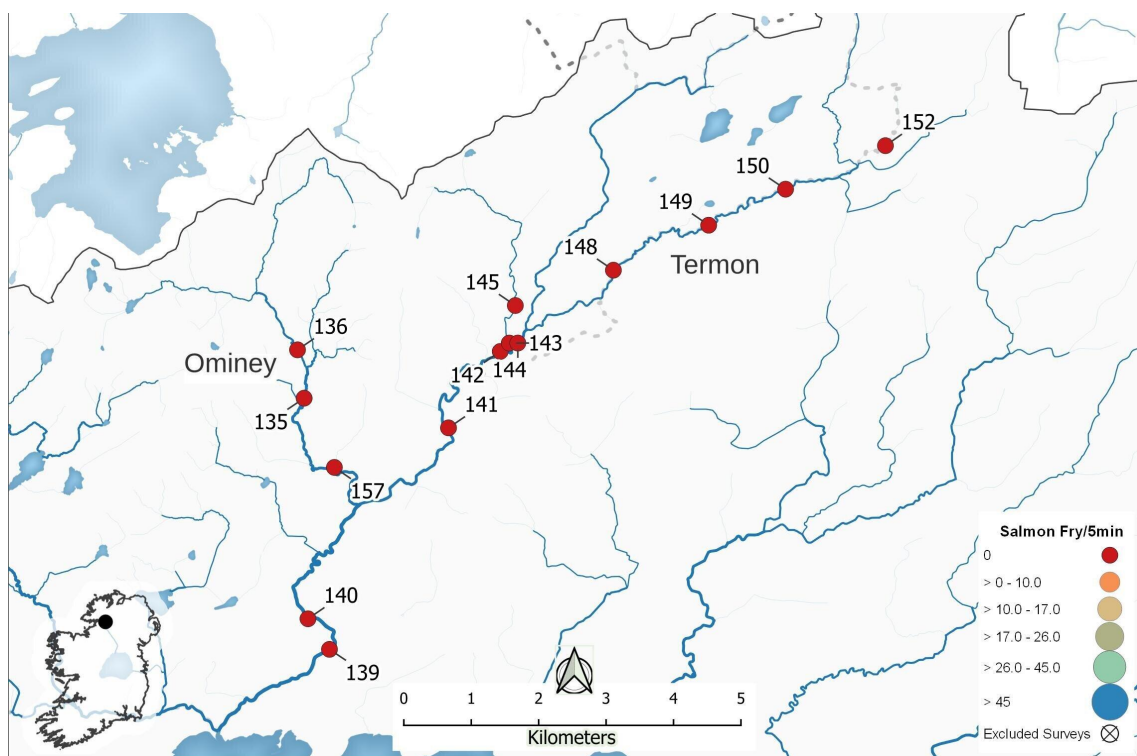 152
150
149
Termon
148
145
136
Ominey
143
144
142
135
141
157
140
139
Salmon Fry/5min
0
> 0 - 10.0
> 10.0 - 17.0
> 17.0 - 26.0
> 26.0 - 45.0
> 45
Excluded Surveys
0 1 2 3 4 5
Kilometers